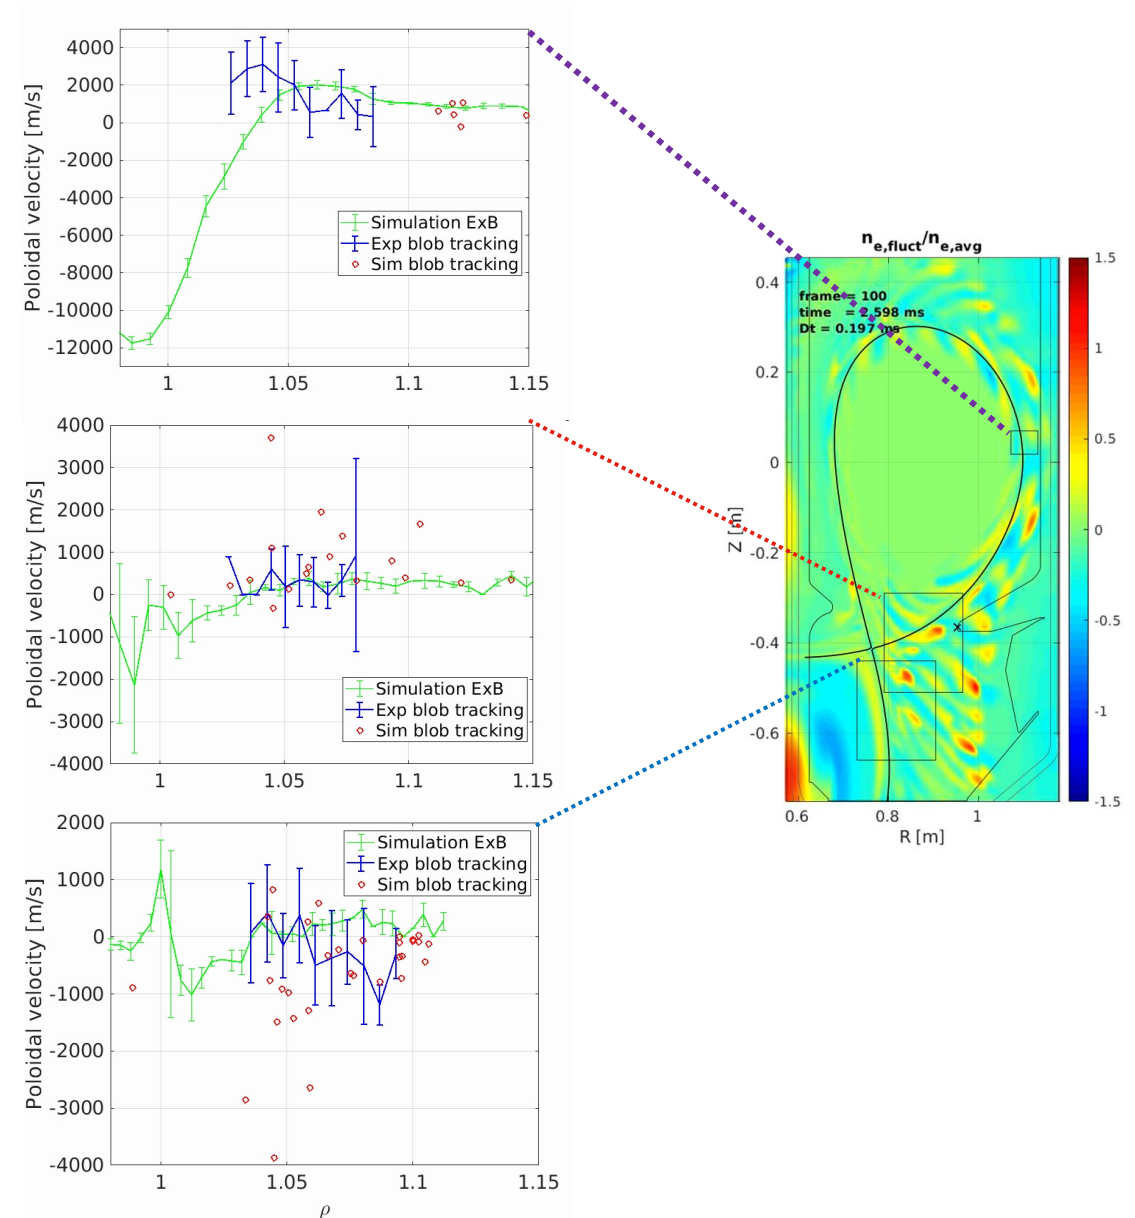 4000
2000
0
-2000
-4000
-6000
-8000
-10000
-12000
Poloidal velocity [m/s]
Simulation ExB
Exp blob tracking
Sim blob tracking
1
1.05
1.1
1.15
4000
3000
2000
1000
0
-1000
-2000
-3000
-4000
Poloidal velocity [m/s]
Simulation ExB
Exp blob tracking
Sim blob tracking
1
1.05
1.1
1.15
2000
1000
0
-1000
-2000
-3000
-4000
Poloidal velocity [m/s]
Simulation ExB
Exp blob tracking
Sim blob tracking
1
1.05
1.1
1.15
ρ
n_e,fluct/n_e,avg
frame = 100
time = 2.598 ms
Dt = 0.197 ms
0.4
0.2
0
-0.2
-0.4
-0.6
Z [m]
0.6
0.8
1
R [m]
1.5
1
0.5
0
-0.5
-1
-1.5